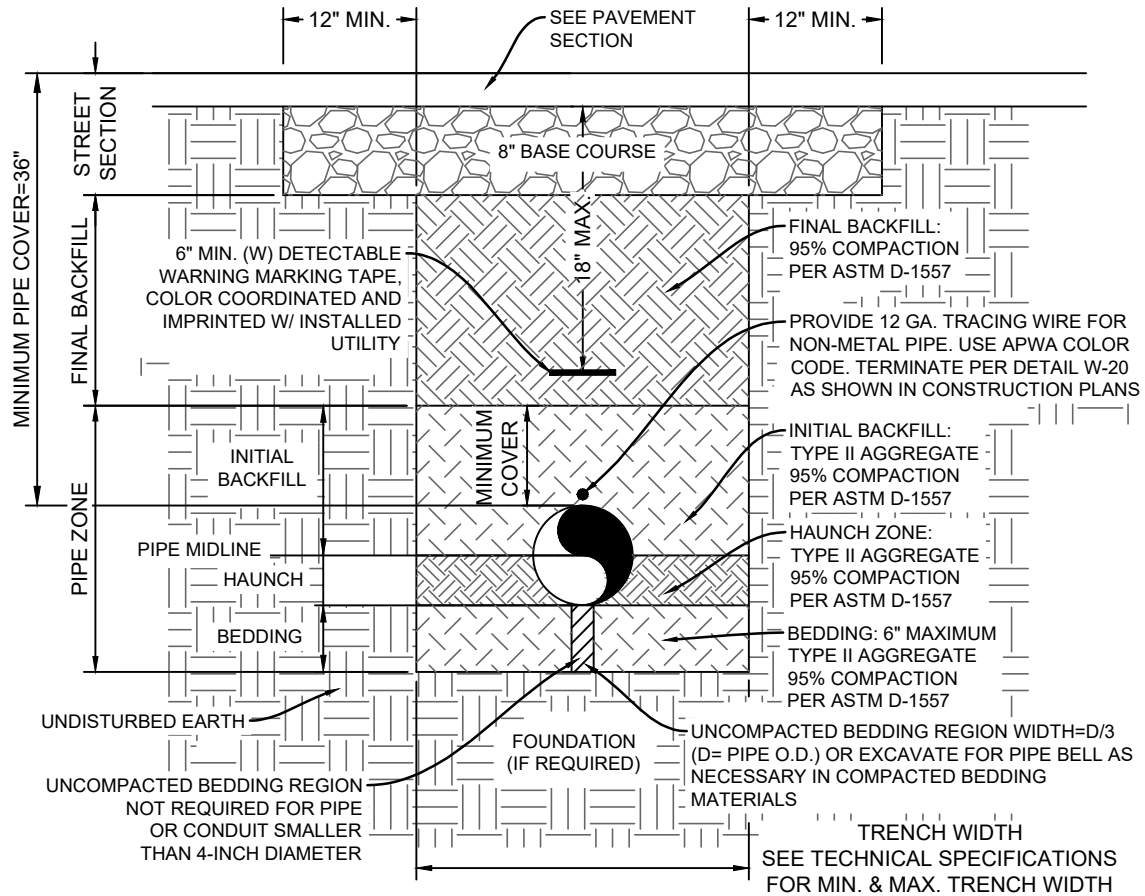 12" MIN.
SEE PAVEMENT
SECTION
12" MIN.
MINIMUM PIPE COVER=36"
STREET
SECTION
8" BASE COURSE
18" MAX.
FINAL BACKFILL
6" MIN. (W) DETECTABLE
WARNING MARKING TAPE,
COLOR COORDINATED AND
IMPRINTED W/ INSTALLED
UTILITY
FINAL BACKFILL:
95% COMPACTION
PER ASTM D-1557
PROVIDE 12 GA. TRACING WIRE FOR
NON-METAL PIPE. USE APWA COLOR
CODE. TERMINATE PER DETAIL W-20
AS SHOWN IN CONSTRUCTION PLANS
PIPE ZONE
INITIAL
BACKFILL
MINIMUM
COVER
INITIAL BACKFILL:
TYPE II AGGREGATE
95% COMPACTION
PER ASTM D-1557
PIPE MIDLINE
HAUNCH
HAUNCH ZONE:
TYPE II AGGREGATE
95% COMPACTION
PER ASTM D-1557
BEDDING
BEDDING: 6" MAXIMUM
TYPE II AGGREGATE
95% COMPACTION
PER ASTM D-1557
UNDISTURBED EARTH
FOUNDATION
(IF REQUIRED)
UNCOMPACTED BEDDING REGION WIDTH=D/3
(D= PIPE O.D.) OR EXCAVATE FOR PIPE BELL AS
NECESSARY IN COMPACTED BEDDING
MATERIALS
UNCOMPACTED BEDDING REGION
NOT REQUIRED FOR PIPE
OR CONDUIT SMALLER
THAN 4-INCH DIAMETER
TRENCH WIDTH
SEE TECHNICAL SPECIFICATIONS
FOR MIN. & MAX. TRENCH WIDTH